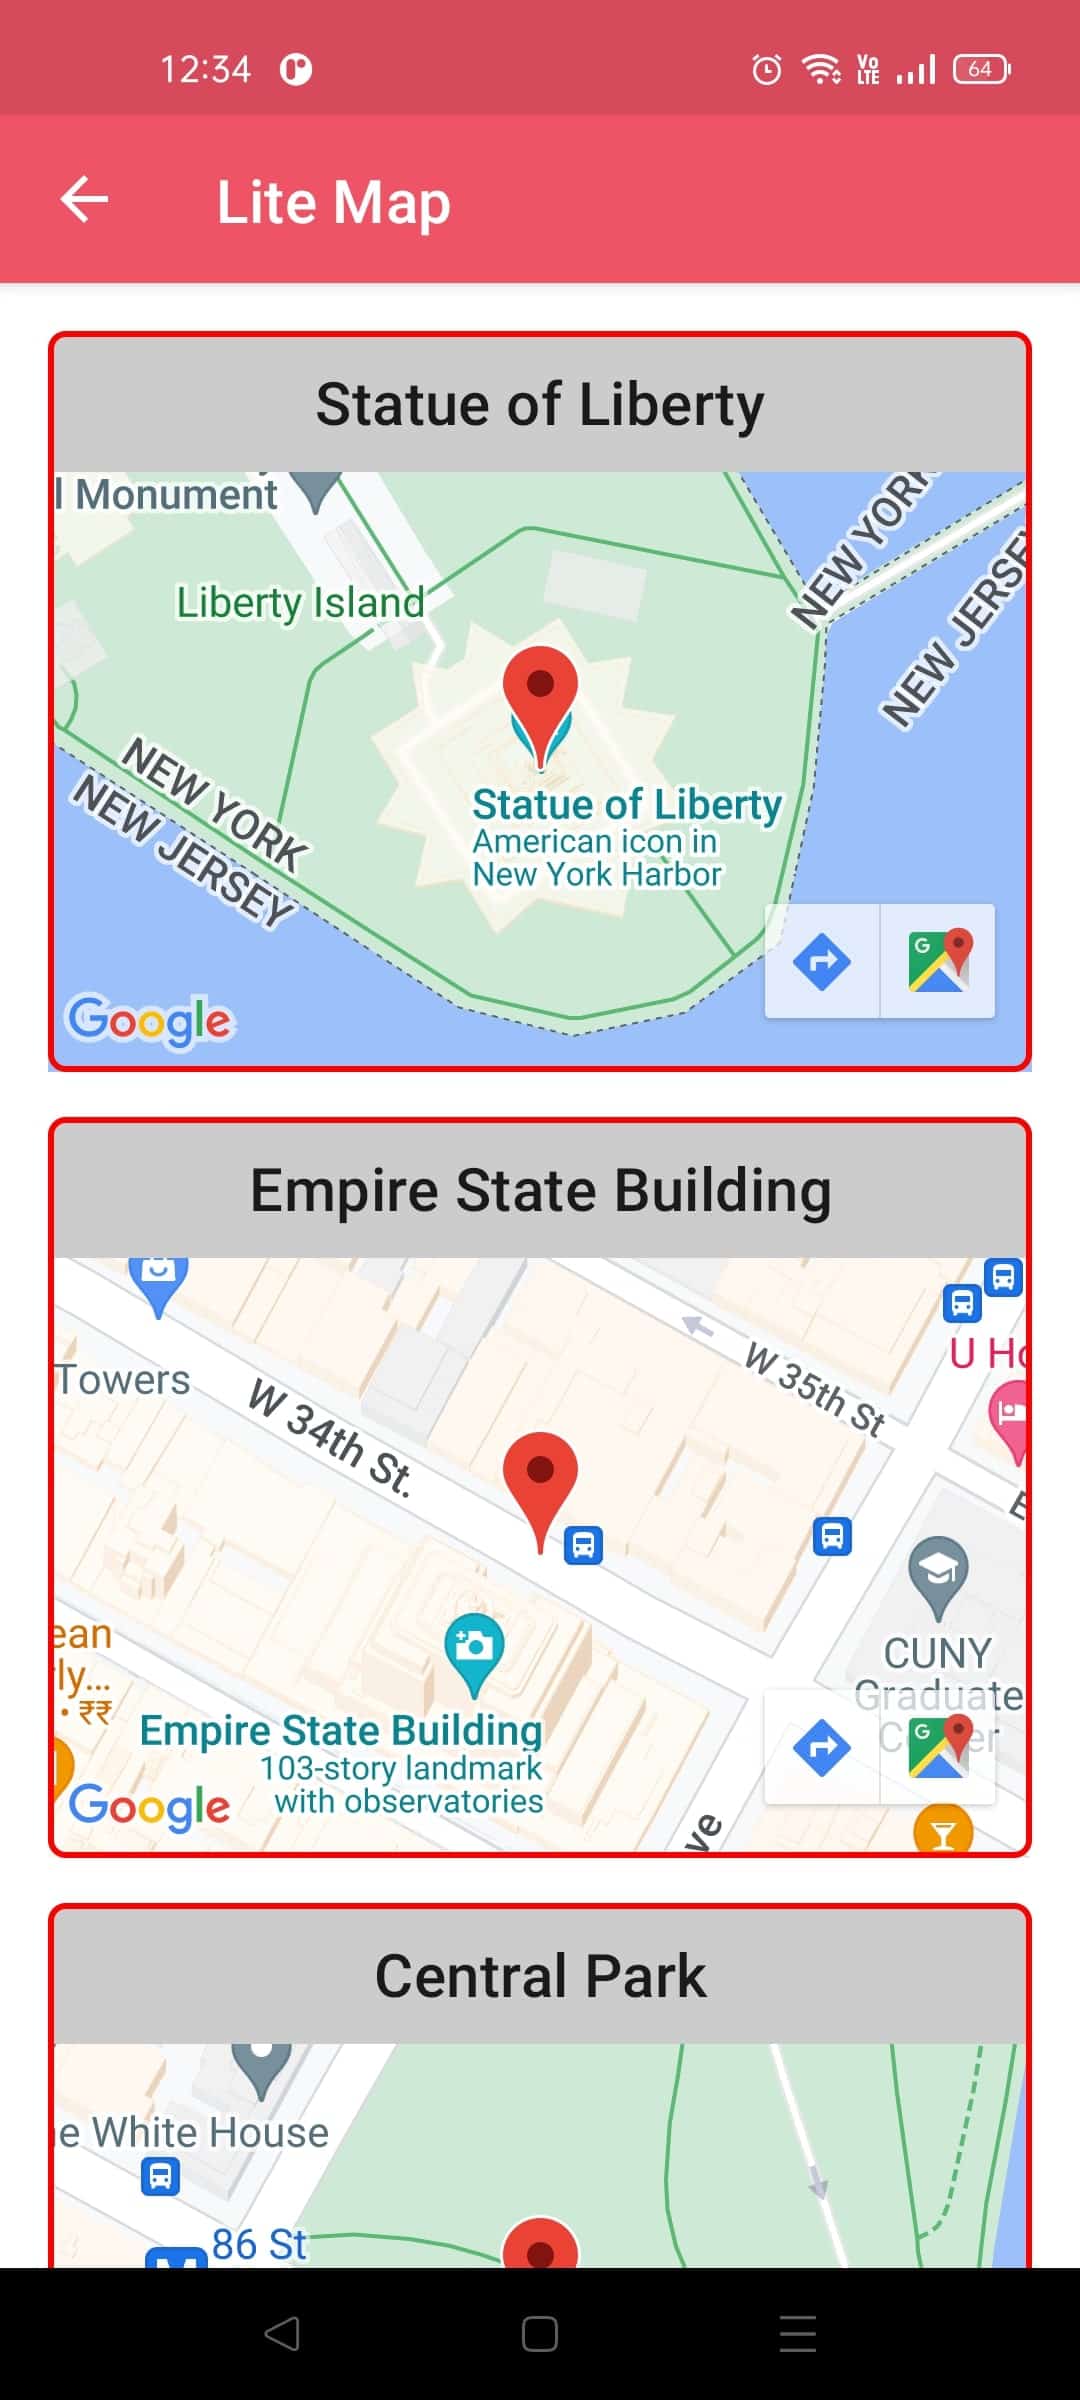 12:34
Vo
LTE
64
Lite Map
Statue of Liberty
l Monument
Liberty Island
NEW YORK
NEW JERSEY
NEW YORK
NEW JERSEY
Statue of Liberty
American icon in
New York Harbor
G
Google
Empire State Building
U Ho
Towers
W 34th St.
W 35th St
E
ean
ly...
• ₹₹
CUNY
Graduate
Empire State Building
103-story landmark
with observatories
G
Google
ve
Central Park
e White House
86 St